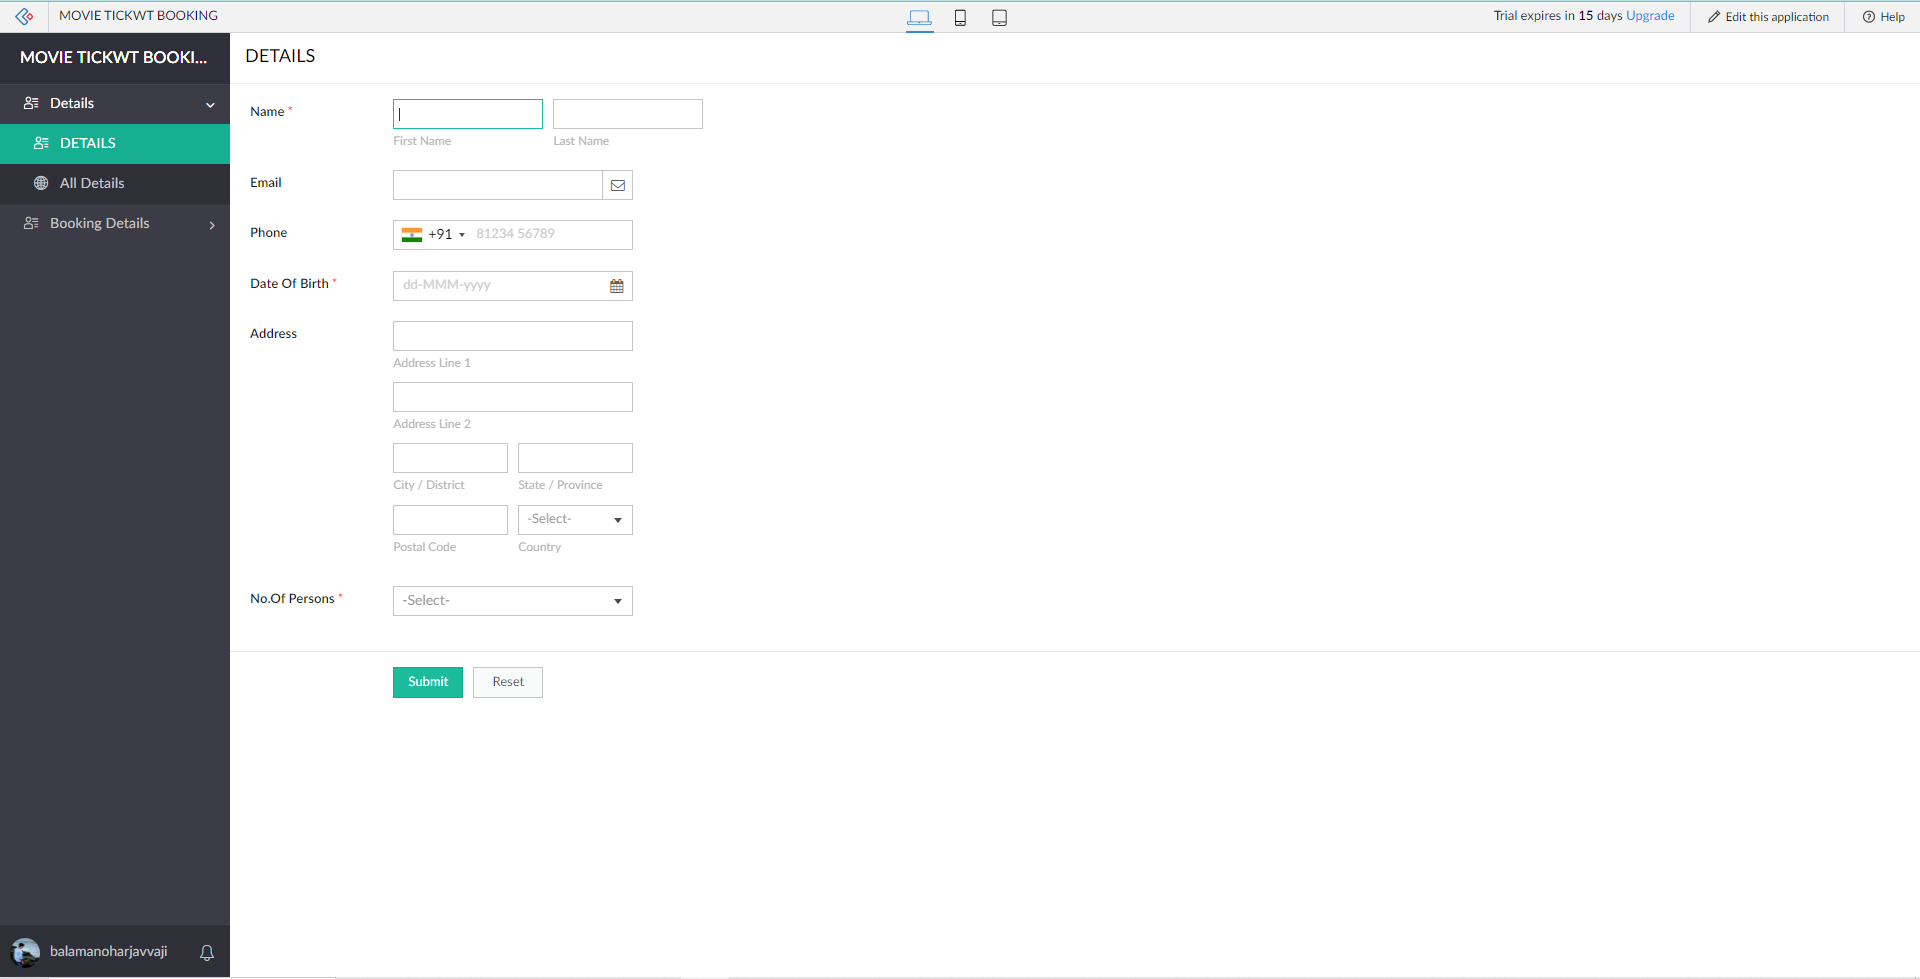 MOVIE TICKWT BOOKING
Trial expires in 15 days Upgrade
Edit this application
Help
MOVIE TICKWT BOOKI...
Details
DETAILS
All Details
Booking Details
balamanoharjavvaji
DETAILS
Name *
First Name
Last Name
Email
Phone
+91
81234 56789
Date Of Birth *
dd-MMM-yyyy
Address
Address Line 1
Address Line 2
City / District
State / Province
-Select-
Postal Code
Country
No.Of Persons *
-Select-
Submit
Reset